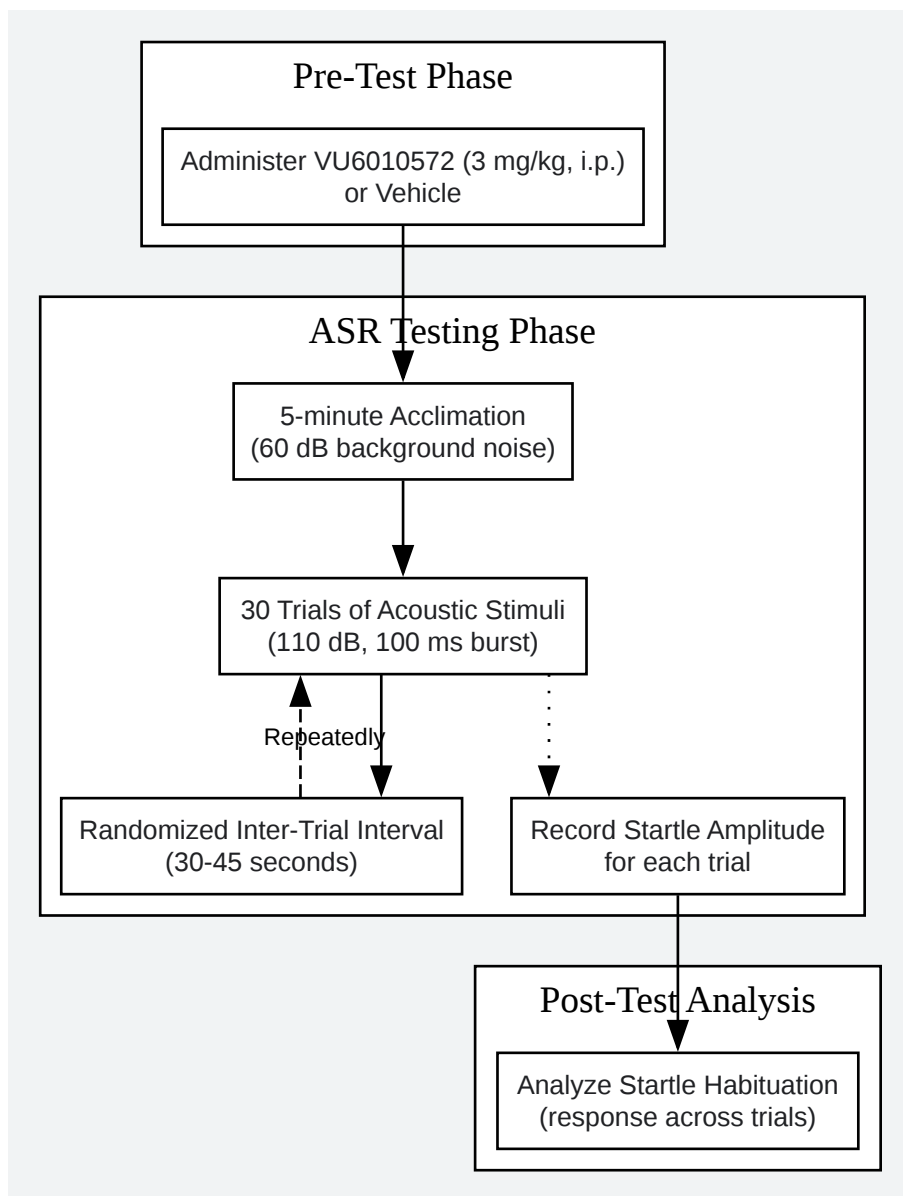 Pre-Test Phase
Administer VU6010572 (3 mg/kg, i.p.)
or Vehicle
ASR Testing Phase
5-minute Acclimation
(60 dB background noise)
30 Trials of Acoustic Stimuli
(110 dB, 100 ms burst)
Repeatedly
Randomized Inter-Trial Interval
(30-45 seconds)
Record Startle Amplitude
for each trial
Post-Test Analysis
Analyze Startle Habituation
(response across trials)